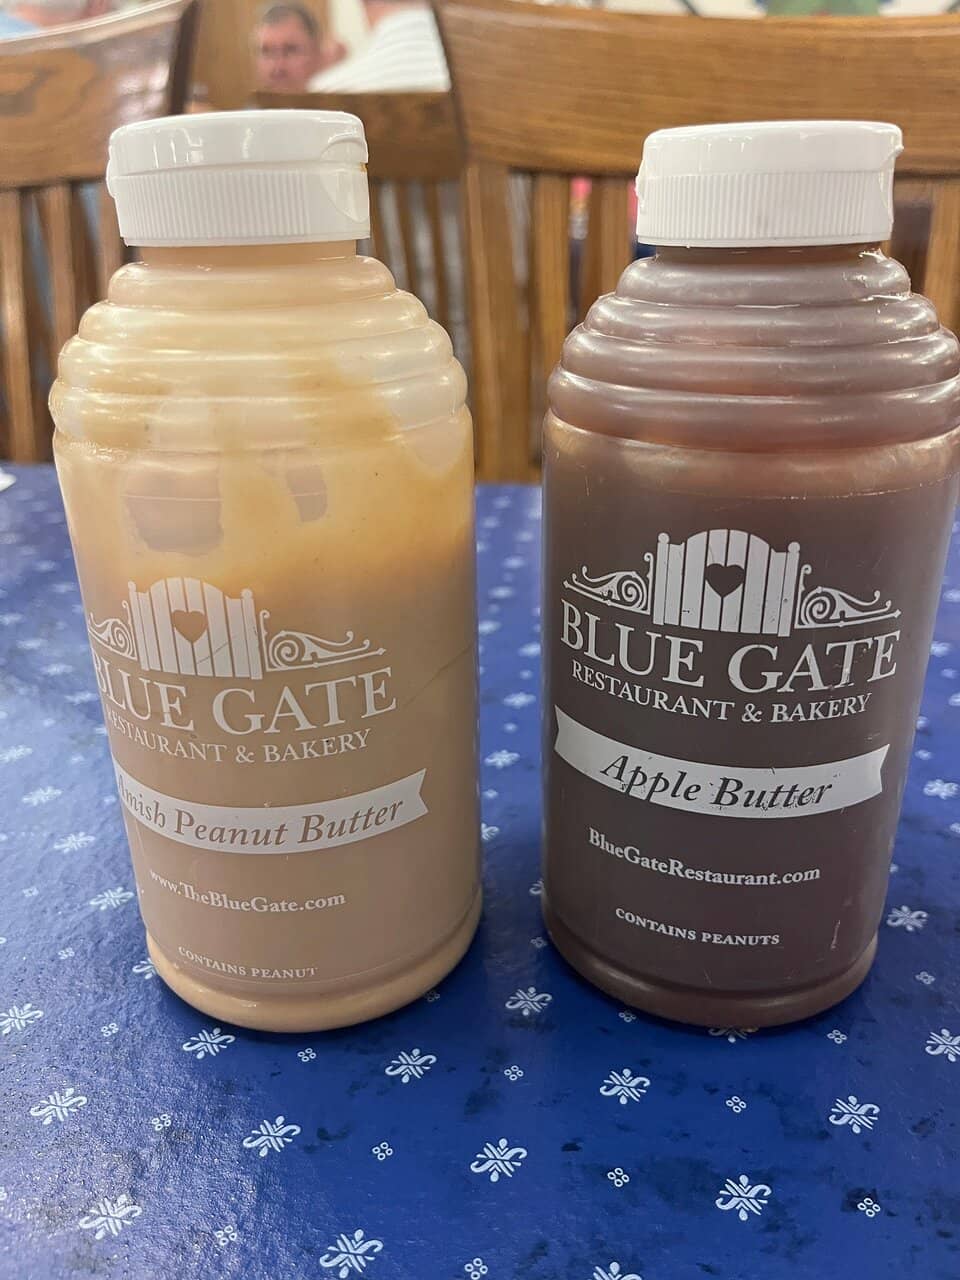 BLUE GATE
RESTAURANT & BAKERY
Amish Peanut Butter
www.TheBlueGate.com
CONTAINS PEANUT
BLUE GATE
RESTAURANT & BAKERY
Apple Butter
BlueGateRestaurant.com
CONTAINS PEANUTS